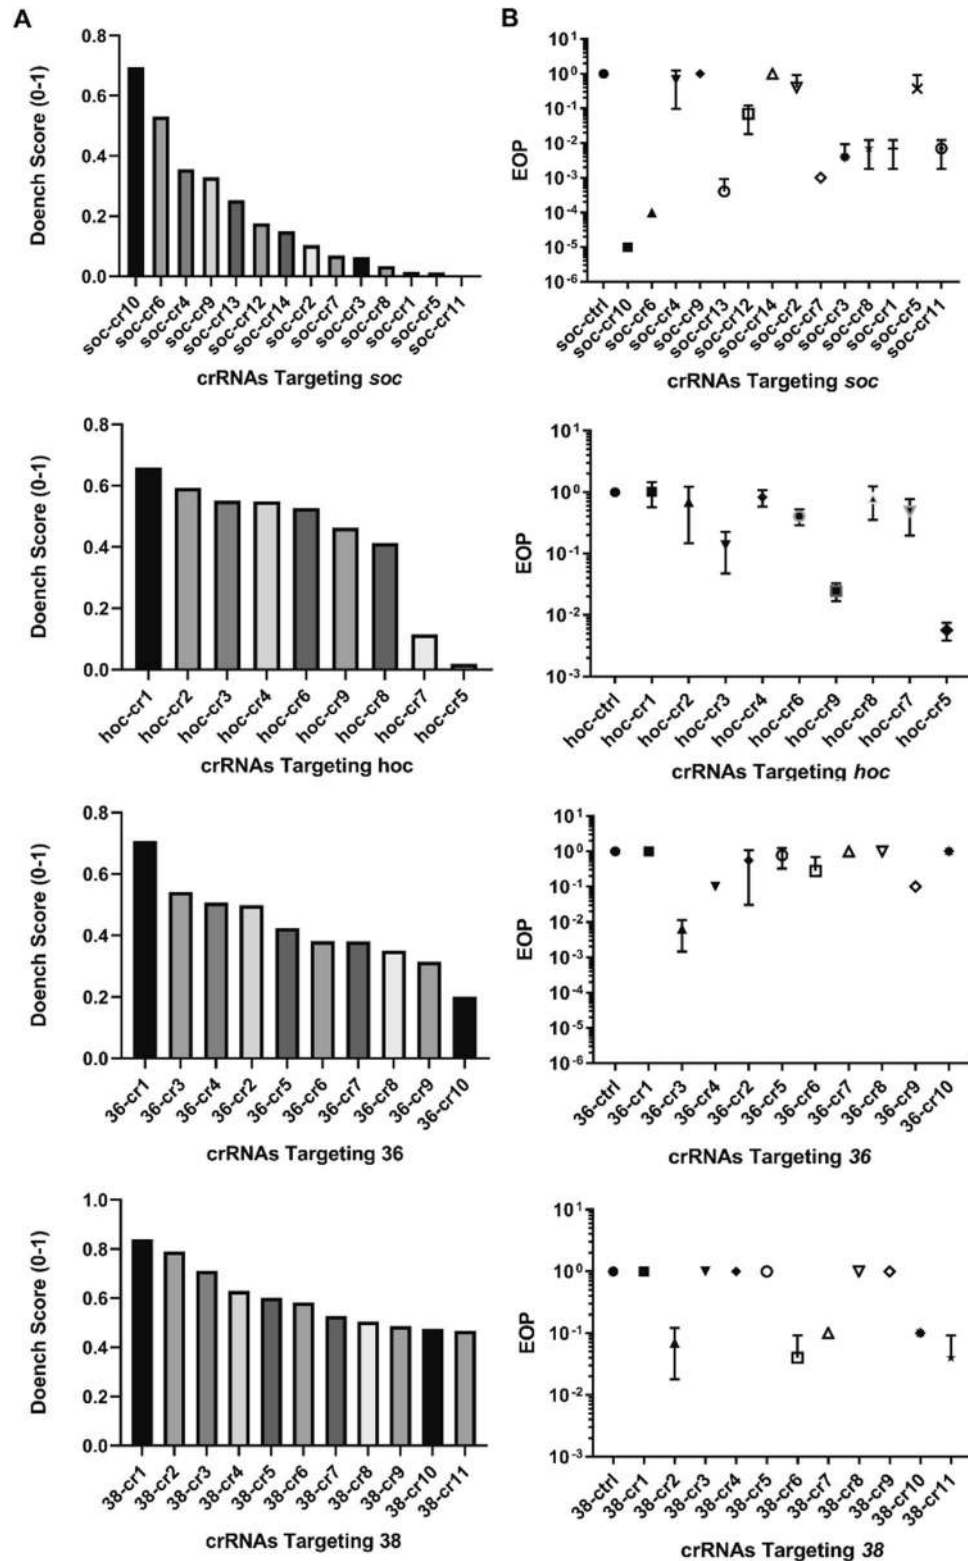 A
B
0.8
0.6
0.4
0.2
0.0
Doench Score (0-1)
soc-cr10
soc-cr6
soc-cr4
soc-cr9
soc-cr13
soc-cr12
soc-cr14
soc-cr2
soc-cr7
soc-cr3
soc-cr8
soc-cr1
soc-cr5
soc-cr11
crRNAs Targeting soc
10^1
10^0
10^-1
10^-2
10^-3
10^-4
10^-5
10^-6
EOP
soc-ctrl
soc-cr10
soc-cr6
soc-cr4
soc-cr9
soc-cr13
soc-cr12
soc-cr14
soc-cr2
soc-cr7
soc-cr3
soc-cr8
soc-cr1
soc-cr5
soc-cr11
crRNAs Targeting soc
0.8
0.6
0.4
0.2
0.0
Doench Score (0-1)
hoc-cr1
hoc-cr2
hoc-cr3
hoc-cr4
hoc-cr6
hoc-cr9
hoc-cr8
hoc-cr7
hoc-cr5
crRNAs Targeting hoc
10^1
10^0
10^-1
10^-2
10^-3
EOP
hoc-ctrl
hoc-cr1
hoc-cr2
hoc-cr3
hoc-cr4
hoc-cr6
hoc-cr9
hoc-cr8
hoc-cr7
hoc-cr5
crRNAs Targeting hoc
0.8
0.6
0.4
0.2
0.0
Doench Score (0-1)
36-cr1
36-cr3
36-cr4
36-cr2
36-cr5
36-cr6
36-cr7
36-cr8
36-cr9
36-cr10
crRNAs Targeting 36
10^1
10^0
10^-1
10^-2
10^-3
10^-4
10^-5
10^-6
EOP
36-ctrl
36-cr1
36-cr3
36-cr4
36-cr2
36-cr5
36-cr6
36-cr7
36-cr8
36-cr9
36-cr10
crRNAs Targeting 36
1.0
0.8
0.6
0.4
0.2
0.0
Doench Score (0-1)
38-cr1
38-cr2
38-cr3
38-cr4
38-cr5
38-cr6
38-cr7
38-cr8
38-cr9
38-cr10
38-cr11
crRNAs Targeting 38
10^1
10^0
10^-1
10^-2
10^-3
EOP
38-ctrl
38-cr1
38-cr2
38-cr3
38-cr4
38-cr5
38-cr6
38-cr7
38-cr8
38-cr9
38-cr10
38-cr11
crRNAs Targeting 38